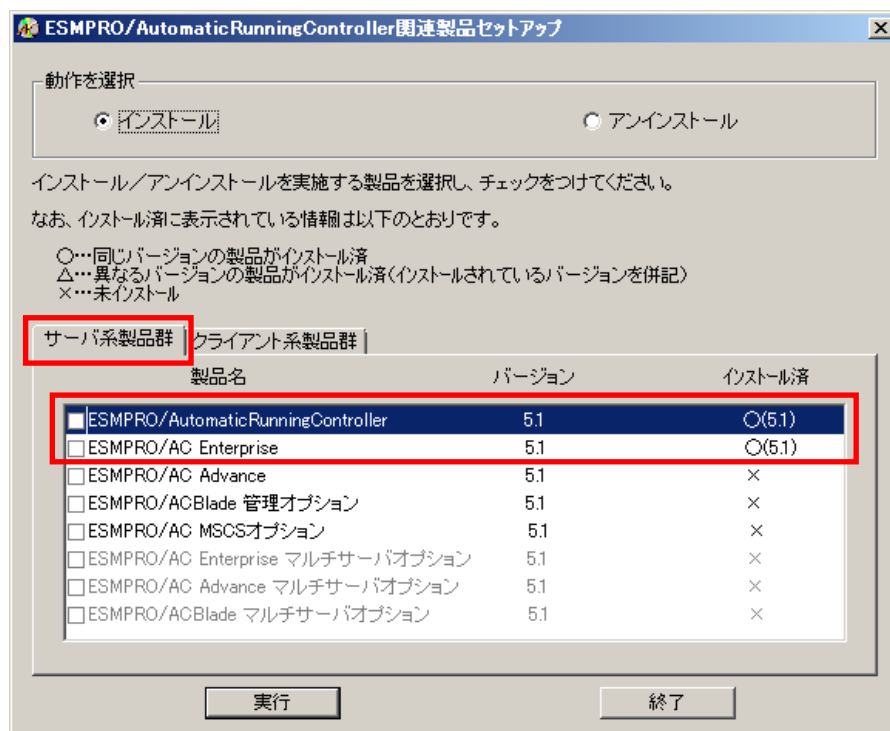 ESMPRO/AutomaticRunningController関連製品セットアップ
動作を選択
インストール アンインストール
インストール／アンインストールを実施する製品を選択し、チェックをつけてください。
なお、インストール済に表示されている情報は以下のとおりです。
○…同じバージョンの製品がインストール済
△…異なるバージョンの製品がインストール済(インストールされているバージョンを併記)
×…未インストール
サーバ系製品群 クライアント系製品群
製品名 バージョン インストール済
ESMPRO/AutomaticRunningController 5.1 ○(5.1)
ESMPRO/AC Enterprise 5.1 ○(5.1)
ESMPRO/AC Advance 5.1 ×
ESMPRO/ACBlade 管理オプション 5.1 ×
ESMPRO/AC MSCSオプション 5.1 ×
ESMPRO/AC Enterprise マルチサーバオプション 5.1 ×
ESMPRO/AC Advance マルチサーバオプション 5.1 ×
ESMPRO/ACBlade マルチサーバオプション 5.1 ×
実行 終了